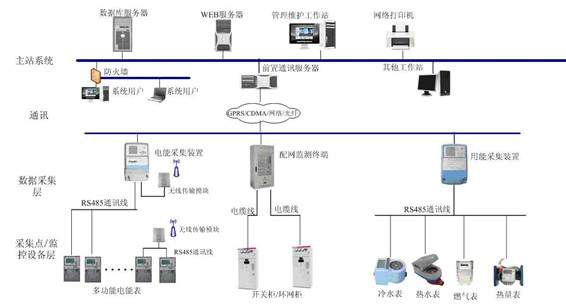 数据库服务器
WEB服务器
管理维护工作站
网络打印机
主站系统
防火墙
前置通讯服务器
其他工作站
系统用户
系统用户
通讯
GPRS/CDMA/网络/光纤
电能采集装置
配网监测终端
用能采集装置
数据采集
层
无线传输模块
RS485通讯线
电缆线
电缆线
RS485通讯线
无线传输模块
采集点/监
控设备层
RS485通讯线
多功能电能表
开关柜/环网柜
冷水表
热水表
燃气表
热量表